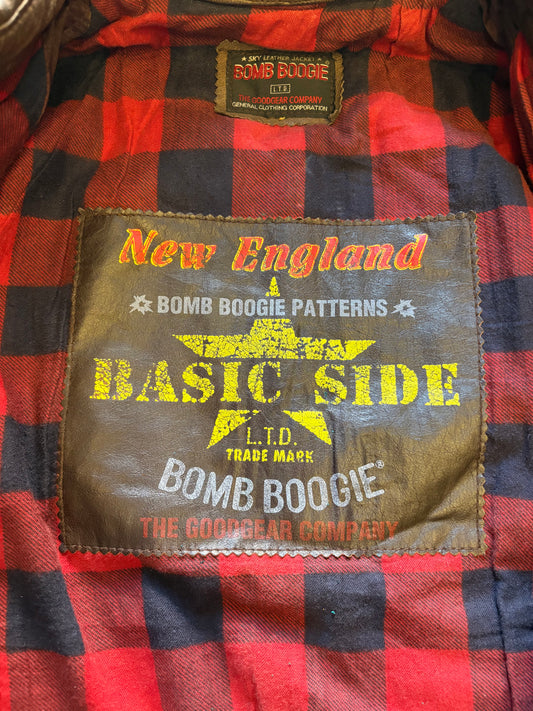 ★ SKY LEATHER JACKET ★
BOMB BOOGIE
LTD
THE GOODGEAR COMPANY
GENERAL CLOTHING CORPORATION
New England
BOMB BOOGIE PATTERNS
BASIC SIDE
L.T.D.
TRADE MARK
BOMB BOOGIE®
THE GOODGEAR COMPANY